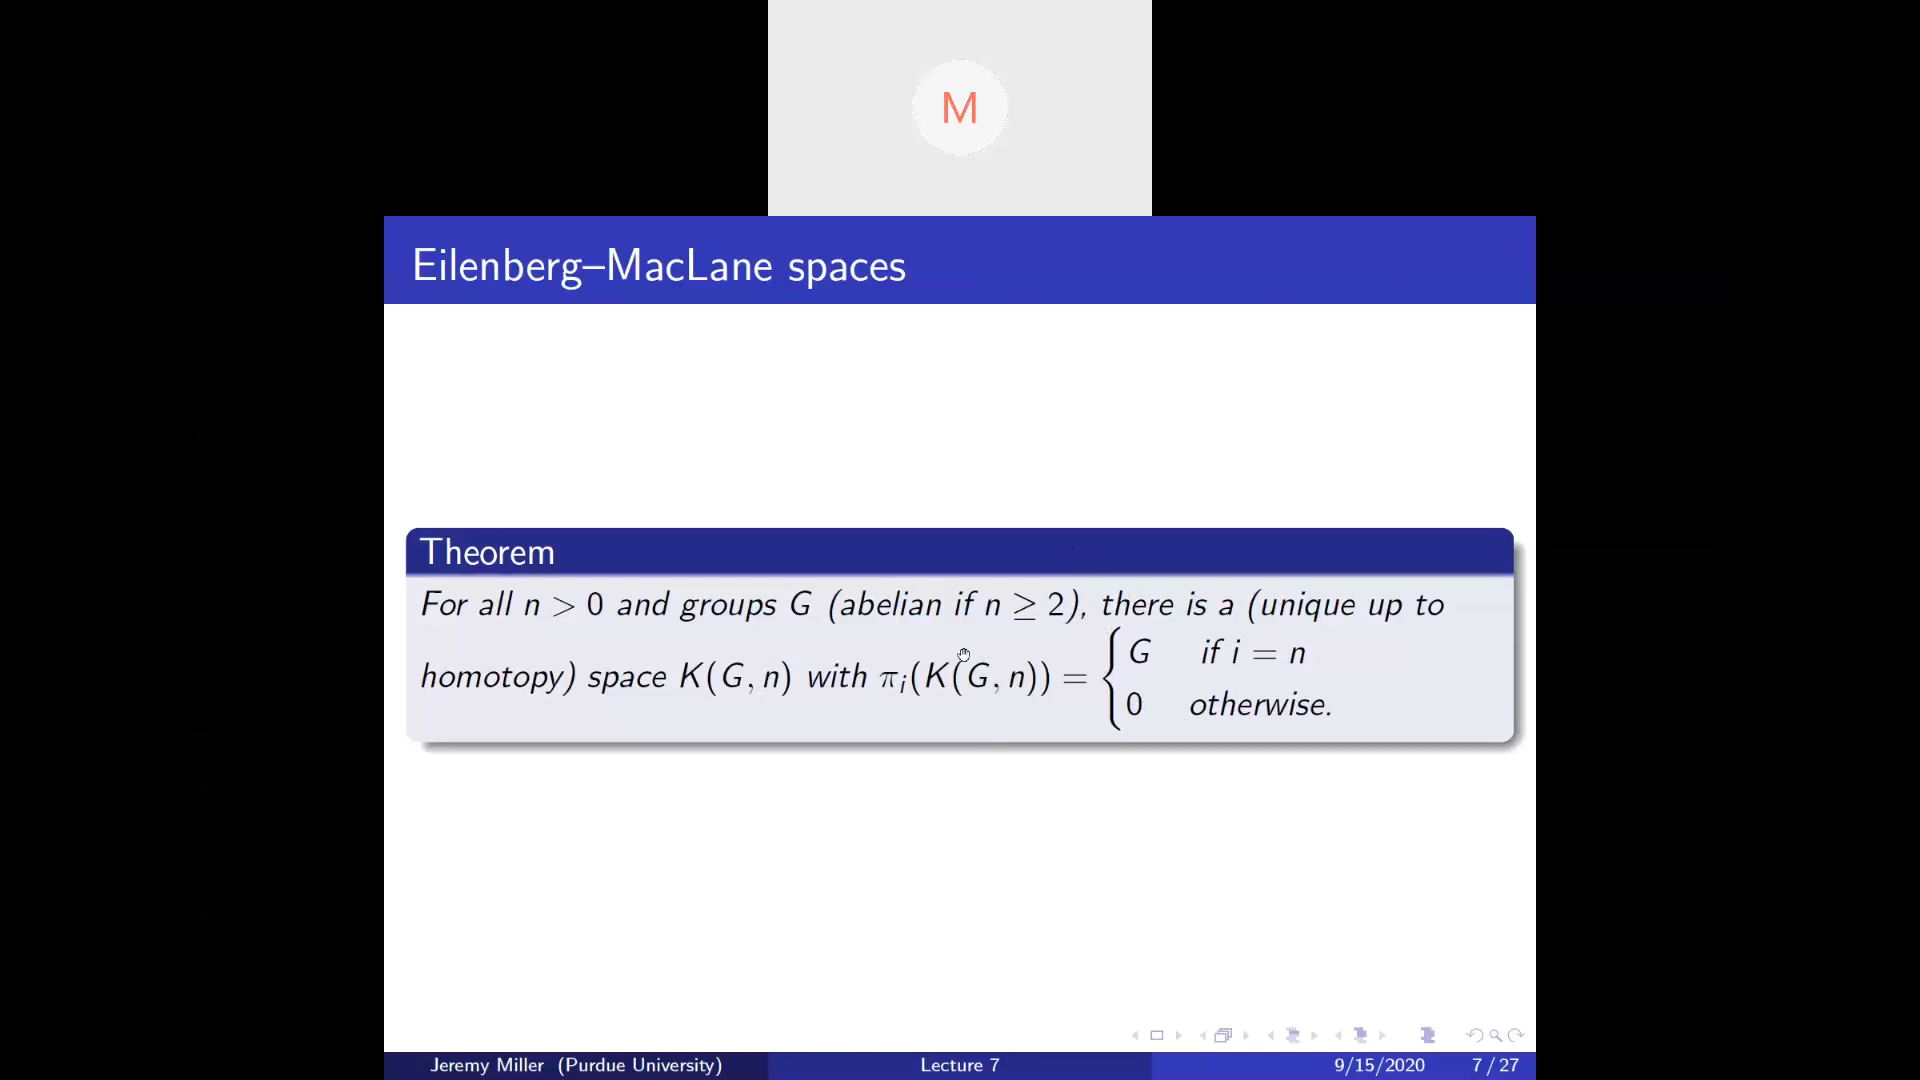 M
Eilenberg–MacLane spaces
Theorem
For all n > 0 and groups G (abelian if n ≥ 2), there is a (unique up to
homotopy) space K(G, n) with πᵢ(K(G, n)) = { G if i = n
0 otherwise.
Jeremy Miller (Purdue University) Lecture 7 9/15/2020 7 / 27